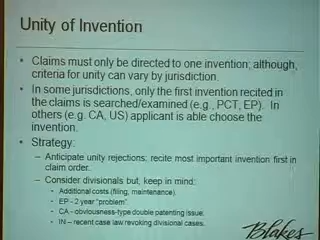 Unity of Invention
• Claims must only be directed to one invention; although,
criteria for unity can vary by jurisdiction.
• In some jurisdictions, only the first invention recited in
the claims is searched/examined (e.g., PCT, EP). In
others (e.g. CA, US) applicant is able choose the
invention.
• Strategy:
– Anticipate unity rejections; recite most important invention first in
claim order.
– Consider divisionals but, keep in mind:
• Additional costs (filing, maintenance).
• EP - 2 year “problem”.
• CA - obviousness-type double patenting issue.
• IN – recent case law revoking divisional cases.
Blakes